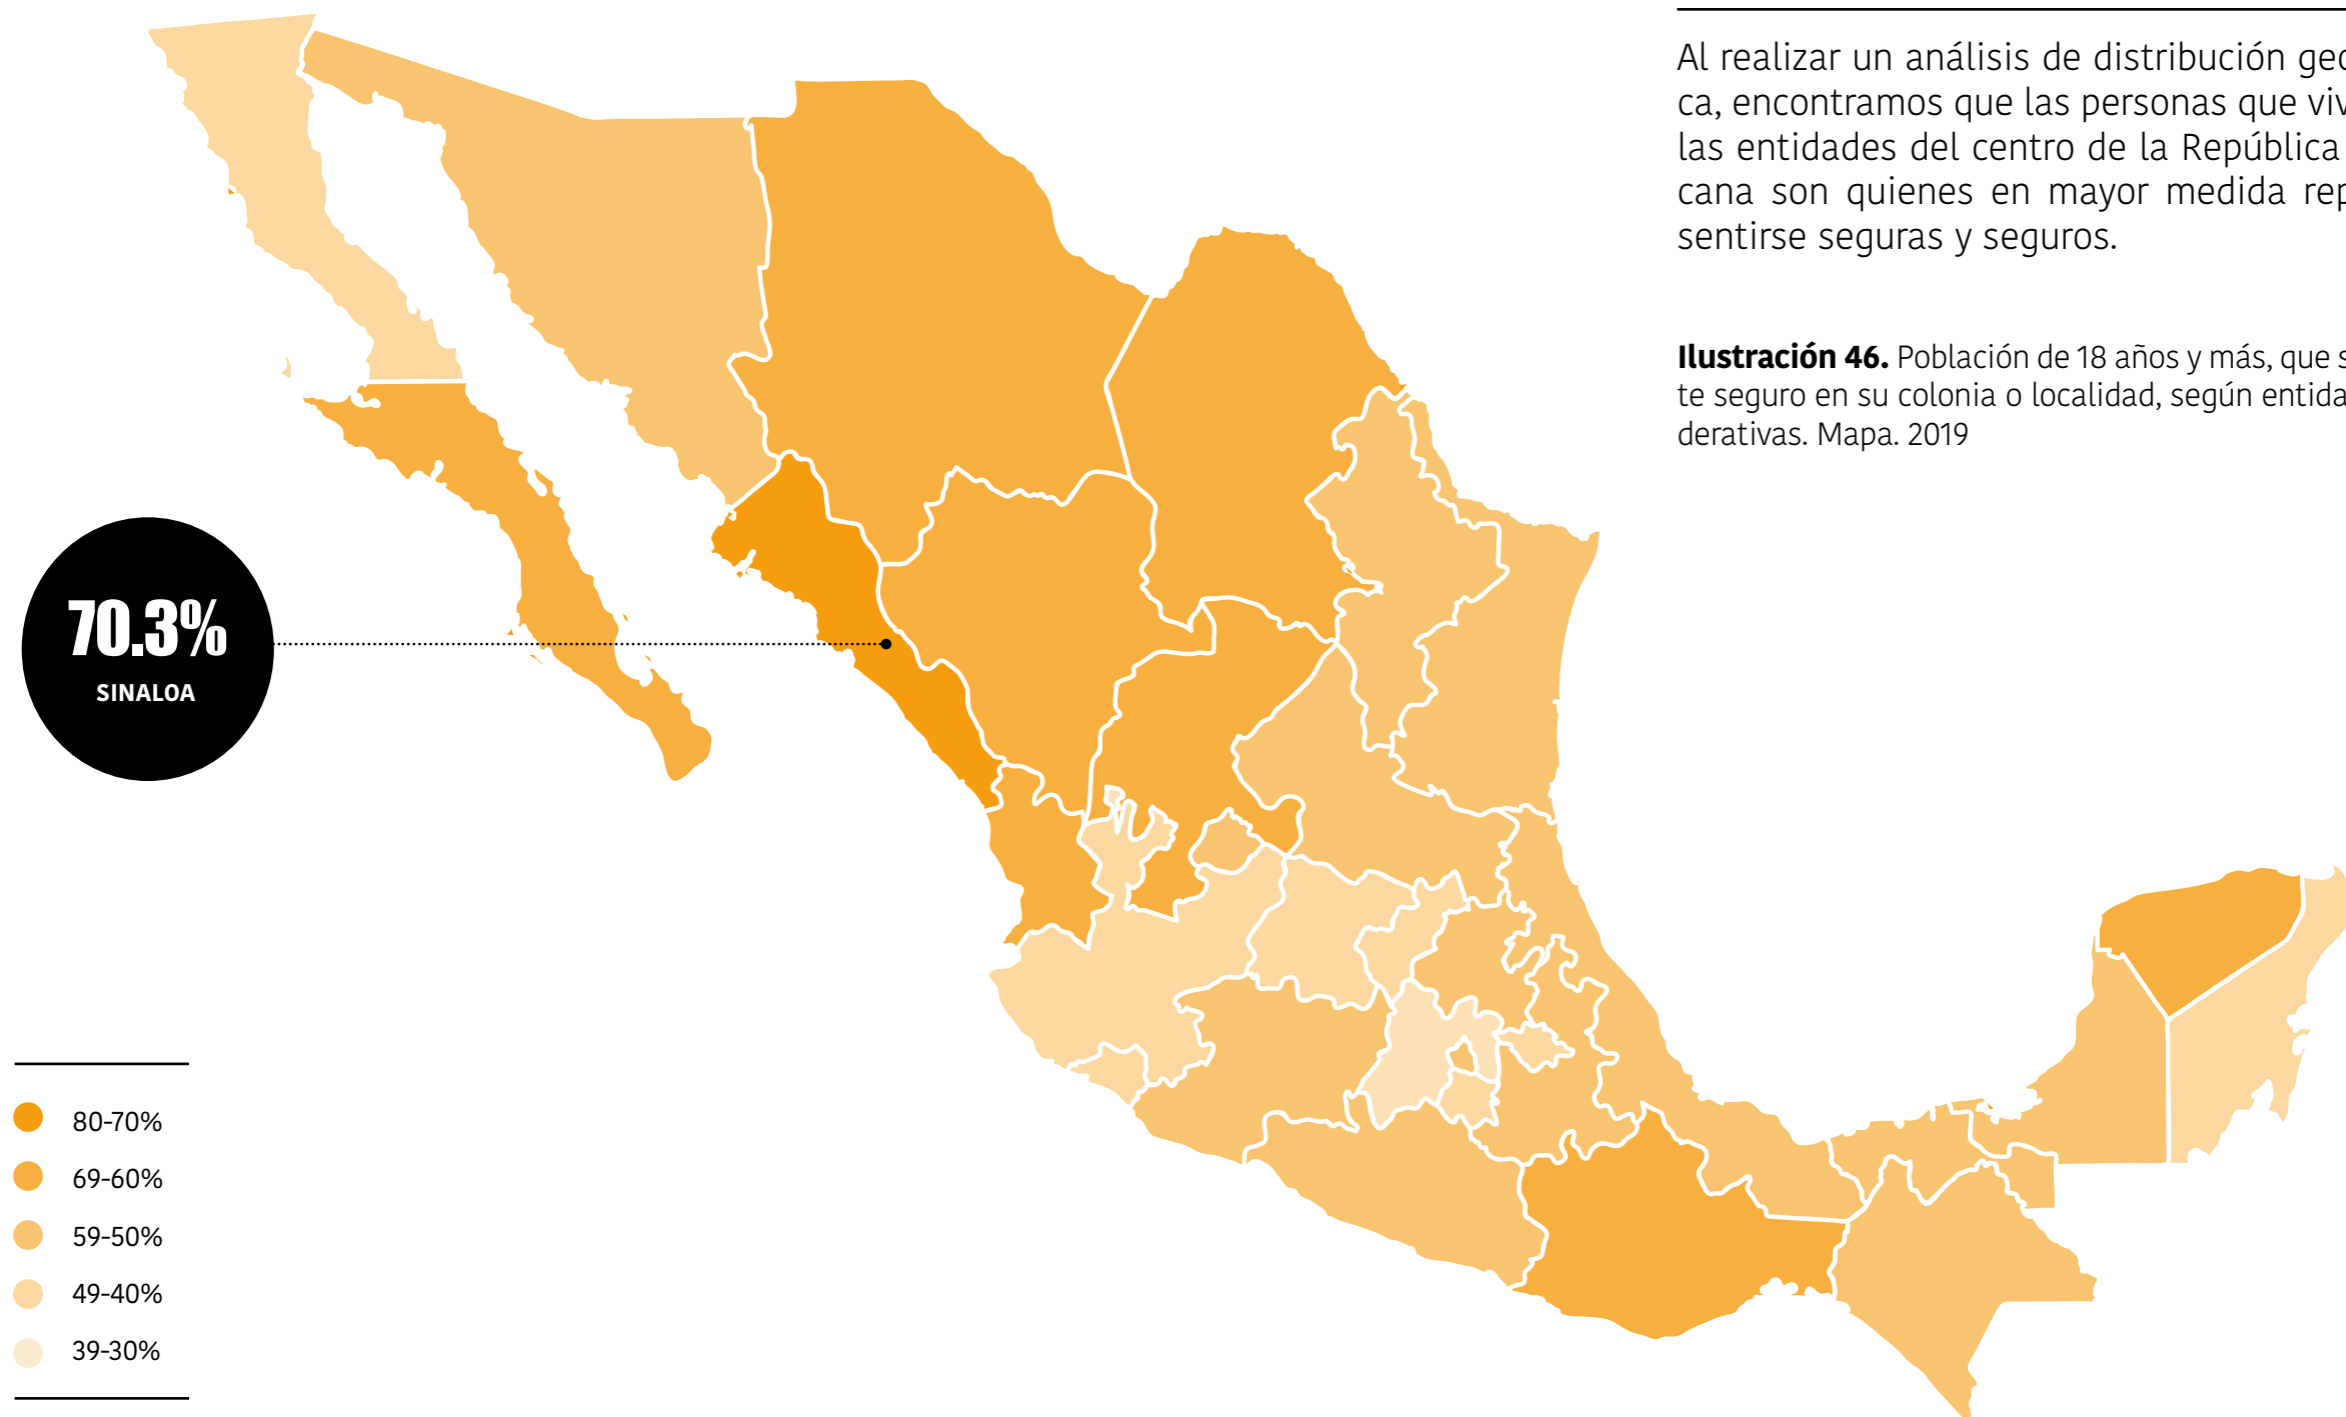 Al realizar un análisis de distribución geo
ca, encontramos que las personas que viv
las entidades del centro de la República
cana son quienes en mayor medida rep
sentirse seguras y seguros.
Ilustración 46. Población de 18 años y más, que s
te seguro en su colonia o localidad, según entida
derativas. Mapa. 2019
70.3%
SINALOA
80-70%
69-60%
59-50%
49-40%
39-30%